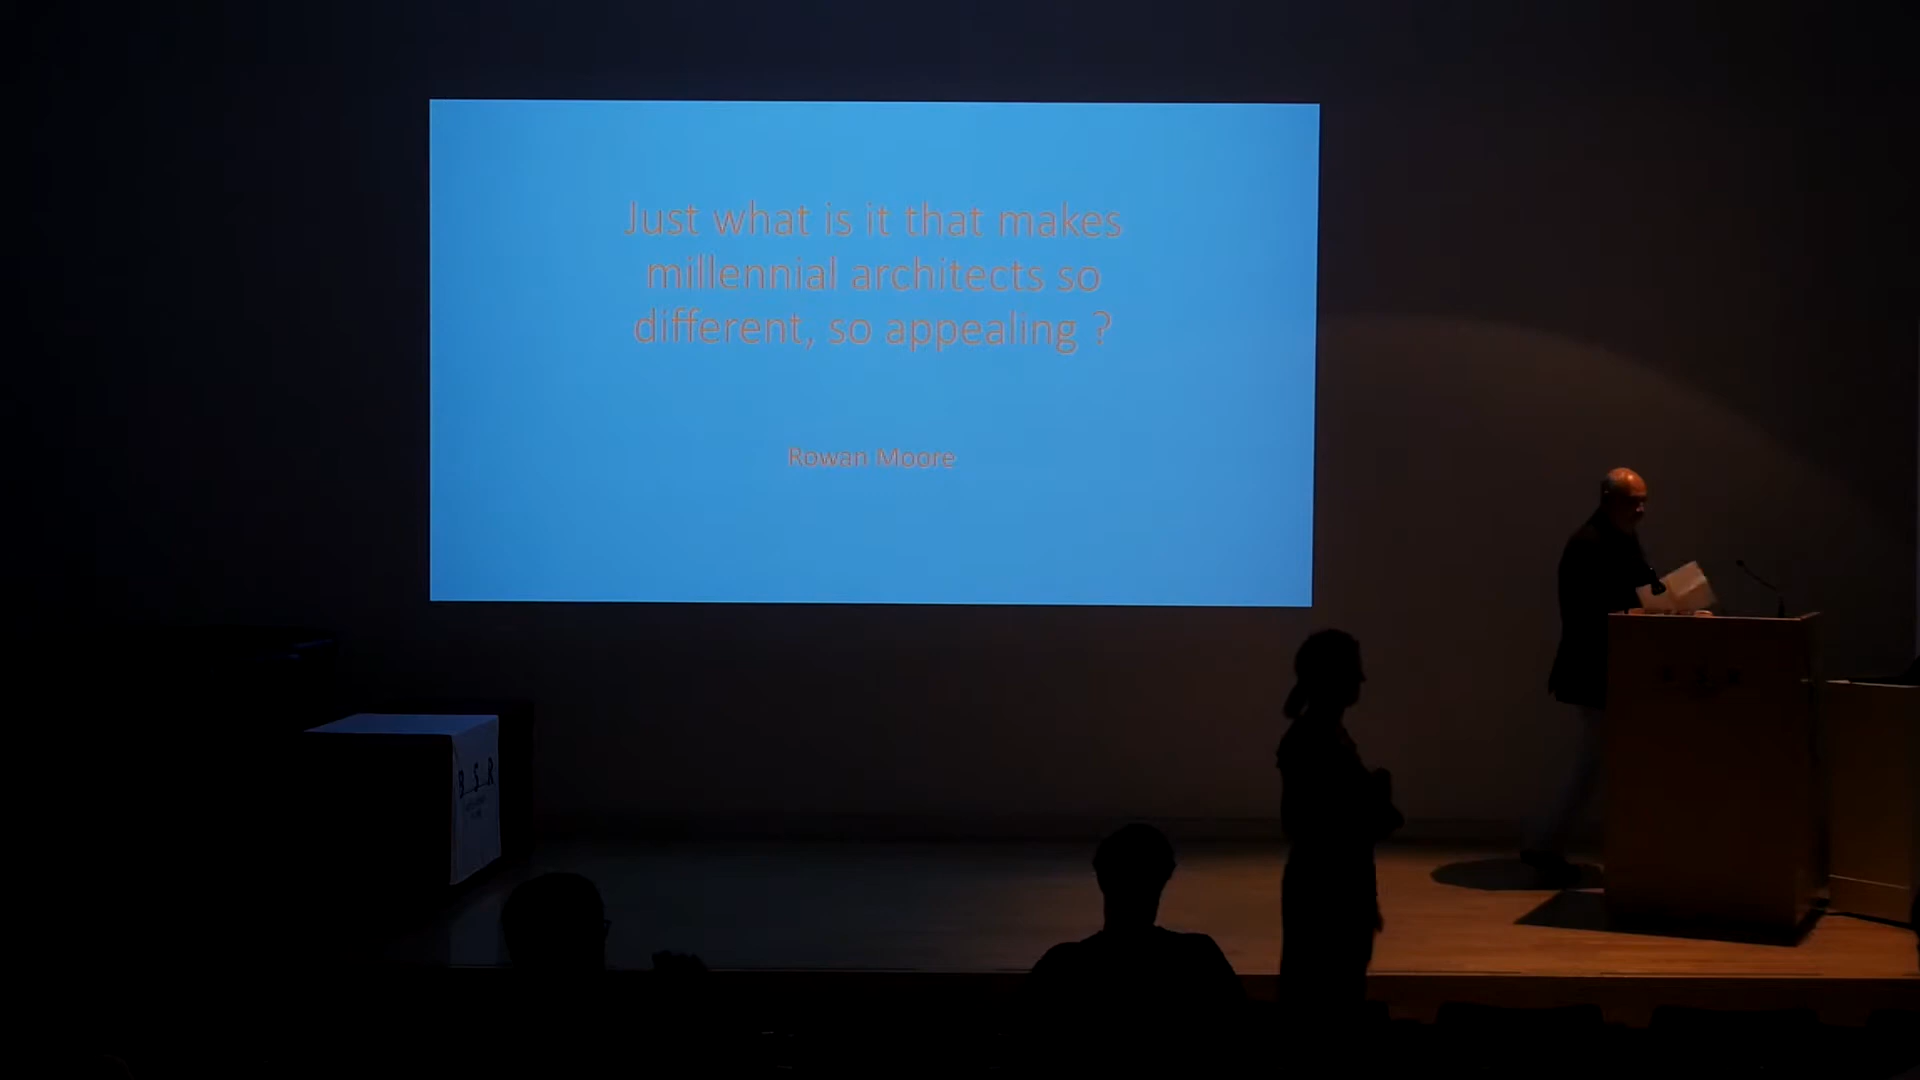 Just what is it that makes
millennial architects so
different, so appealing ?
Rowan Moore
B S R